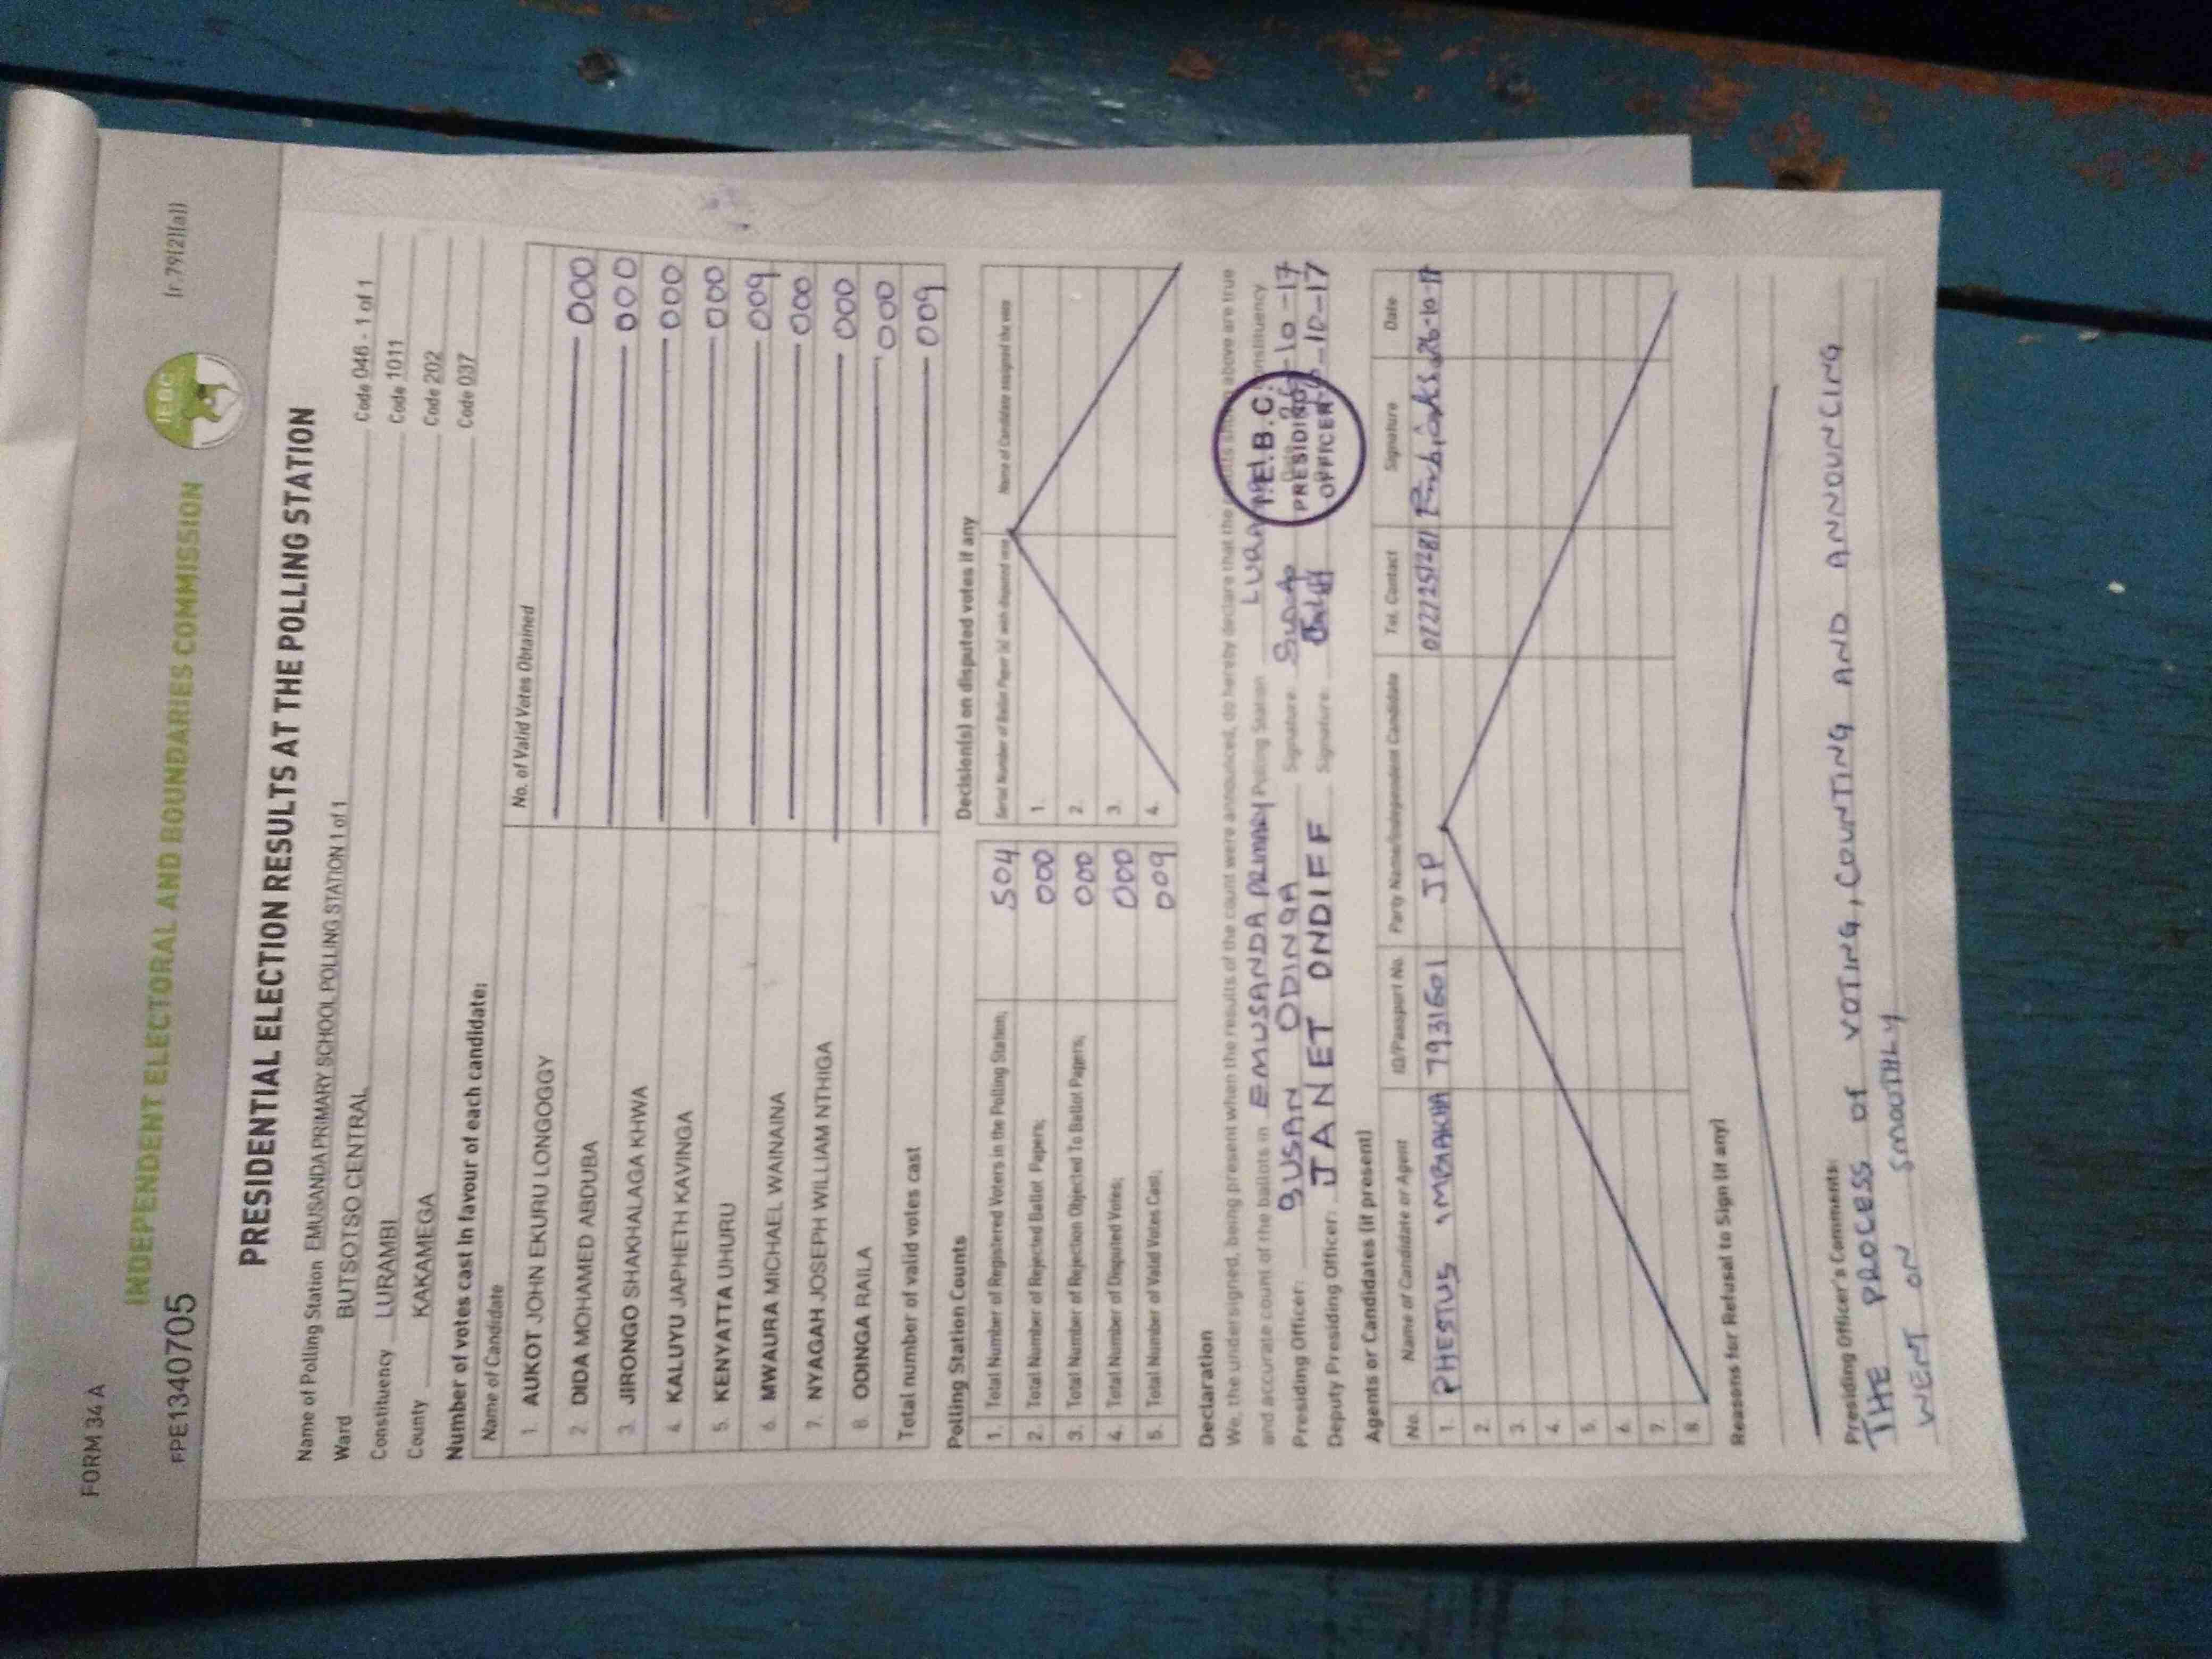 FORM 34 A
(r 79(2)(a))
FPE1340705
INDEPENDENT ELECTORAL AND BOUNDARIES COMMISSION
IEBC
PRESIDENTIAL ELECTION RESULTS AT THE POLLING STATION
Name of Polling Station EMUSANDA PRIMARY SCHOOL POLLING STATION 1 of 1 Code 046 - 1 of 1
Ward BUTSOTSO CENTRAL Code 1011
Constituency LURAMBI Code 202
County KAKAMEGA Code 037
Number of votes cast in favour of each candidate:
Name of Candidate No. of Valid Votes Obtained
1. AUKOT JOHN EKURU LONGOGGY 000
2. DIDA MOHAMED ABDUBA 000
3. JIRONGO SHAKHALAGA KHWA 000
4. KALUYU JAPHETH KAVINGA 000
5. KENYATTA UHURU 009
6. MWAURA MICHAEL WAINAINA 000
7. NYAGAH JOSEPH WILLIAM NTHIGA 000
8. ODINGA RAILA 000
Total number of valid votes cast 009
Polling Station Counts
1. Total Number of Registered Voters in the Polling Station; 504
2. Total Number of Rejected Ballot Papers; 000
3. Total Number of Rejection Objected To Ballot Papers; 000
4. Total Number of Disputed Votes; 000
5. Total Number of Valid Votes Cast; 009
Decision(s) on disputed votes if any
Serial Number of Ballot Paper (s) with disputed vote Name of Candidate assigned the vote
1.
2.
3.
4.
Declaration
We, the undersigned, being present when the results of the count were announced, do hereby declare that the results shown above are true
and accurate count of the ballots in EMUSANDA PRIMARY Polling Station LURAMBI Constituency
Presiding Officer: SUSAN ODINGA Signature: -10-17
Deputy Presiding Officer: JANET ONDIEFF Signature: -10-17
I.E.B.C.
PRESIDING
OFFICER
Agents or Candidates (if present)
No. Name of Candidate or Agent ID/Passport No. Party Name/Independent Candidate Tel. Contact Signature Date
1. PHESTUS IMBAAKHA 7931601 JP 0727251281 26-10-17
2.
3.
4.
5.
6.
7.
8.
Reasons for Refusal to Sign (if any)
Presiding Officer's Comments:
THE PROCESS OF VOTING, COUNTING AND ANNOUNCING
WENT ON SMOOTHLY